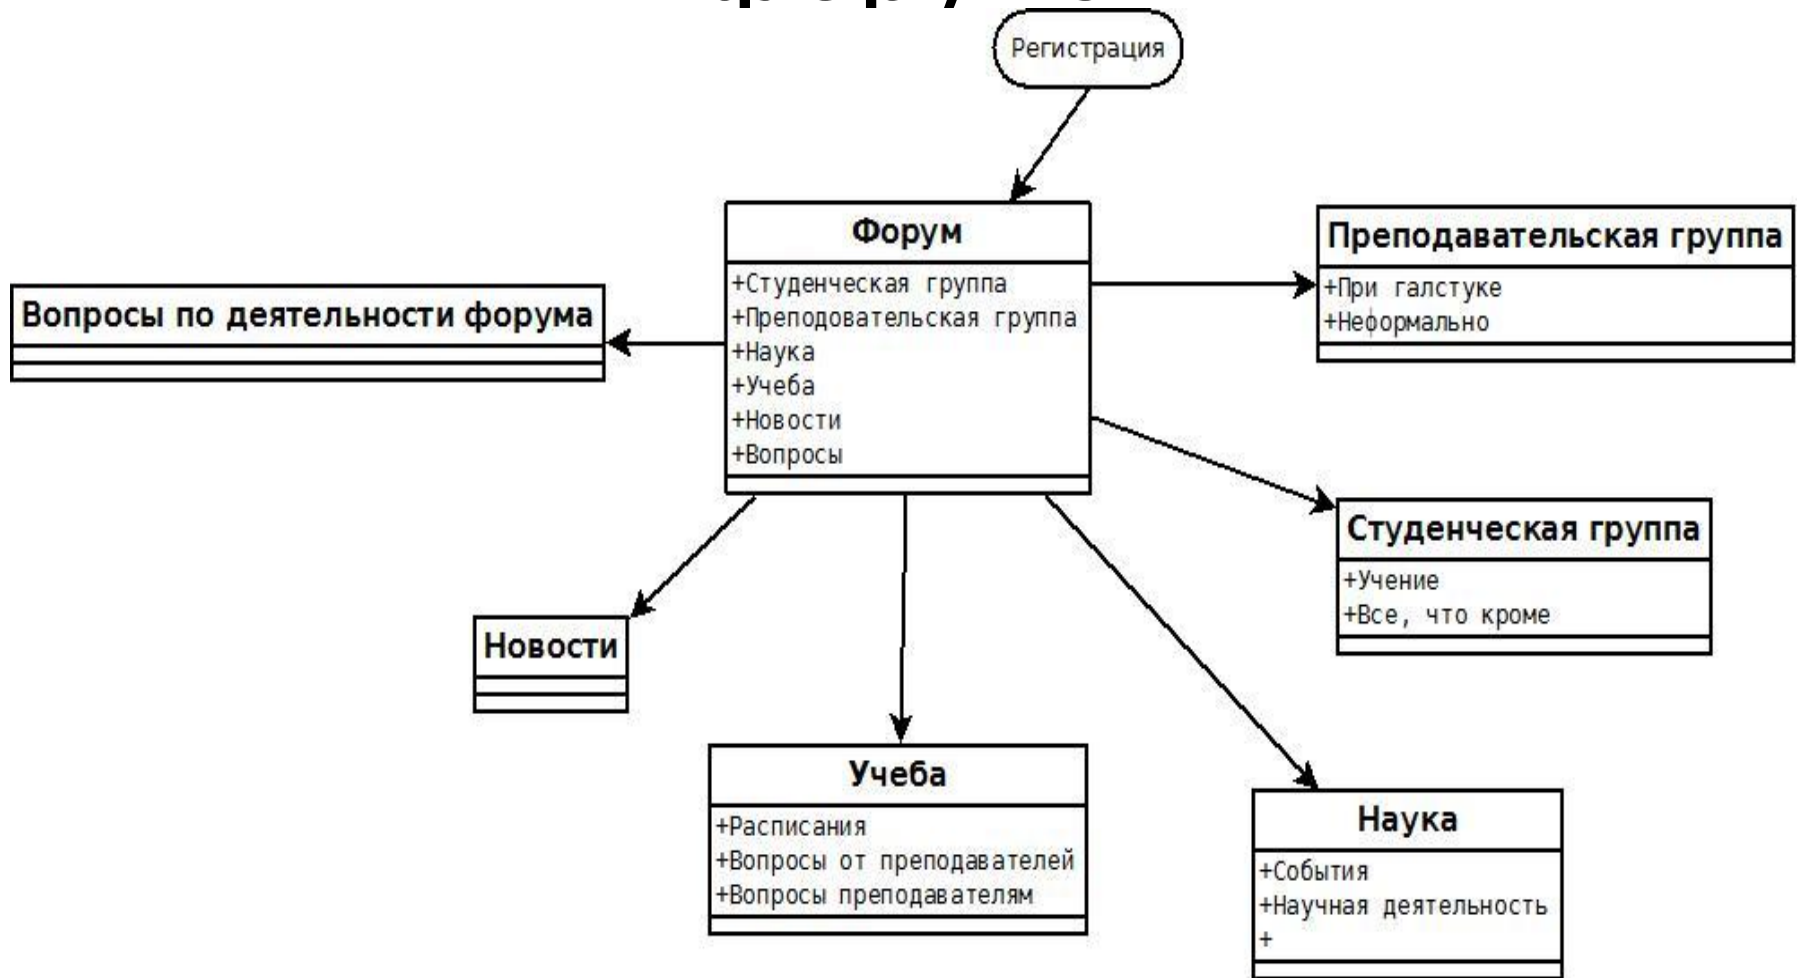 Регистрация
Форум
+Студенческая группа
+Преподовательская группа
+Наука
+Учеба
+Новости
+Вопросы
Преподавательская группа
+При галстуке
+Неформально
Вопросы по деятельности форума
Студенческая группа
+Учение
+Все, что кроме
Новости
Учеба
+Расписания
+Вопросы от преподавателей
+Вопросы преподавателям
Наука
+События
+Научная деятельность
+